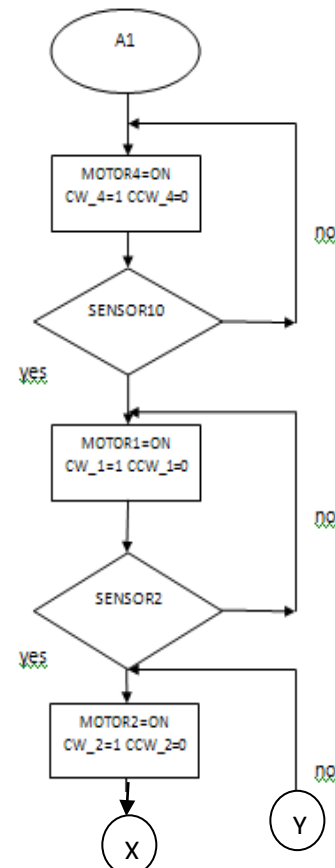 A1
MOTOR4=ON
CW_4=1 CCW_4=0
no
SENSOR10
yes
MOTOR1=ON
CW_1=1 CCW_1=0
no
SENSOR2
yes
MOTOR2=ON
CW_2=1 CCW_2=0
no
X
Y